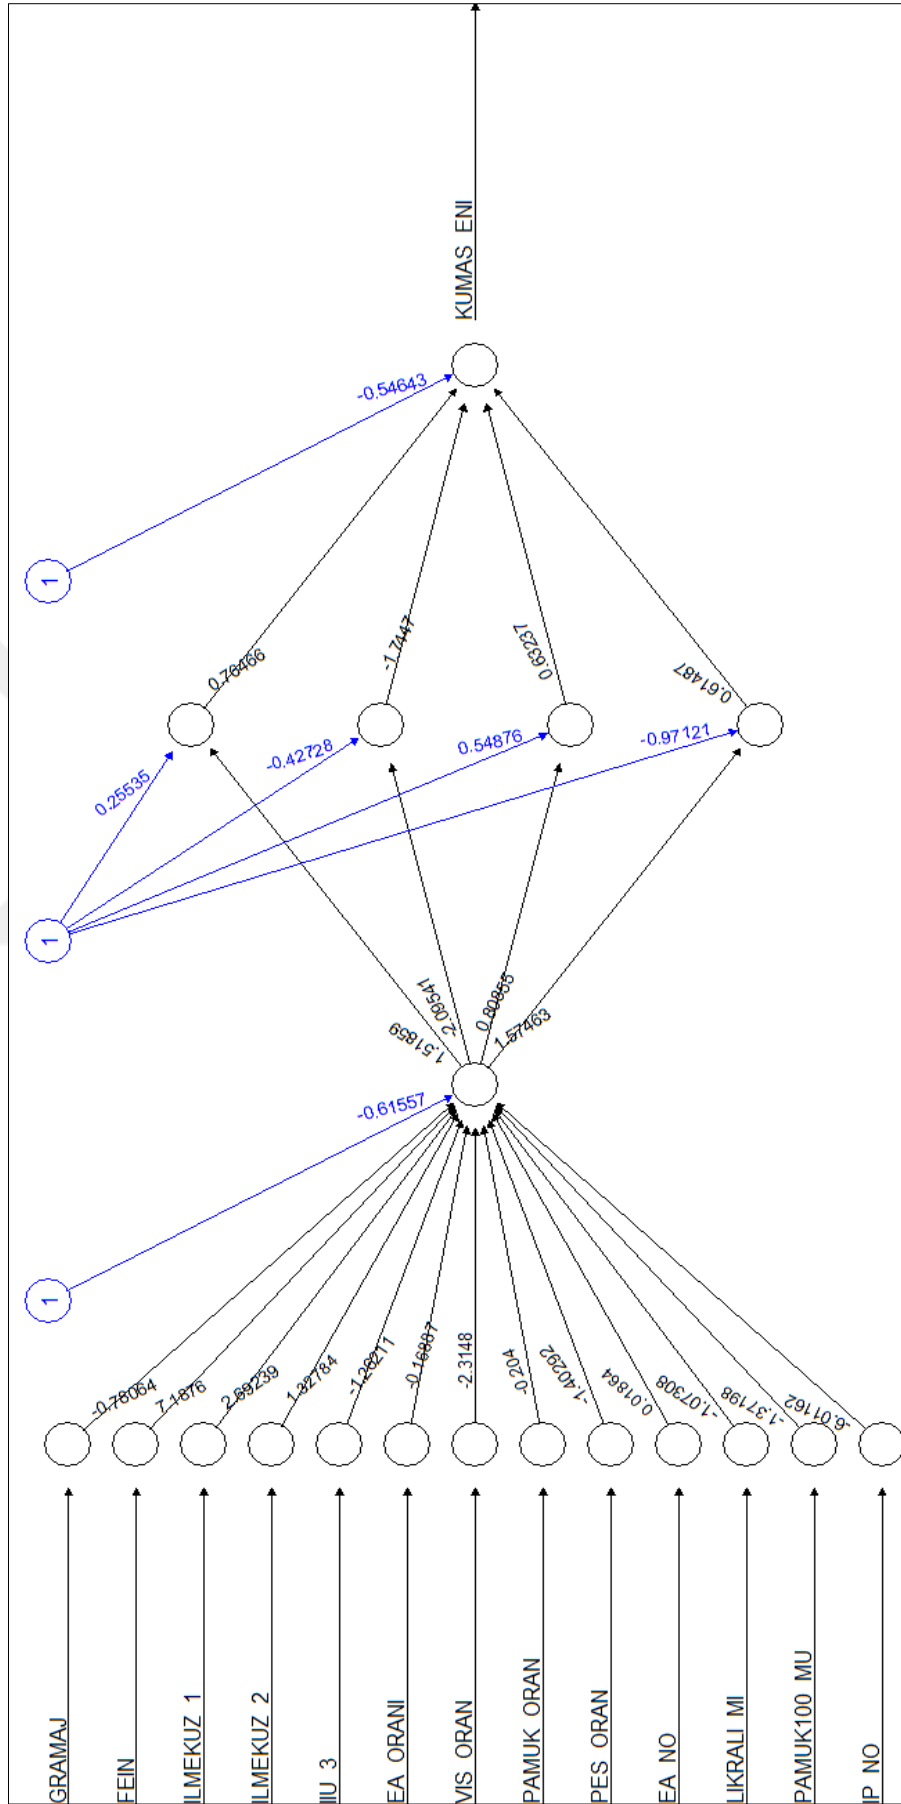 GRAMAJ
FEIN
ILMEKUZ 1
ILMEKUZ 2
IIU 3
EA ORANI
VIS ORAN
PAMUK ORAN
PES ORAN
EA NO
LIKRALI MI
PAMUK100 MU
IP NO
-0.78064
7.1876
2.59239
1.32784
-1.26211
-0.16887
-2.3148
-0.204
-1.40292
0.01864
-1.07308
-1.37198
-6.01162
1
-0.61557
1.51859
-2.09541
0.80855
1.57463
1
0.25535
-0.42728
0.54876
-0.97121
0.76466
-1.7447
0.63237
0.61487
1
-0.54643
KUMAS ENI